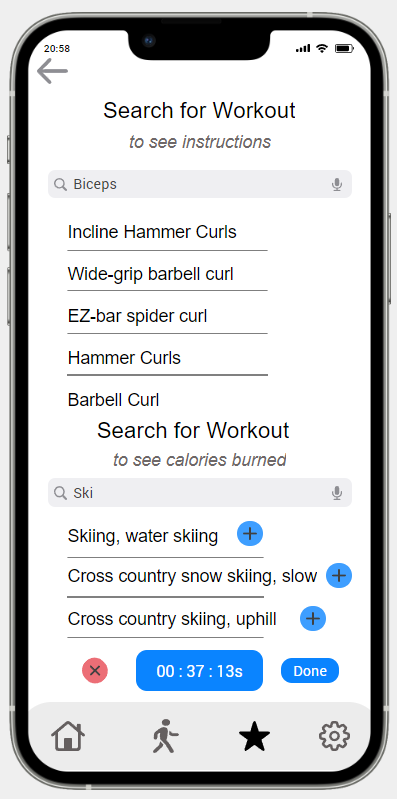 20:58
Search for Workout
to see instructions
Biceps
Incline Hammer Curls
Wide-grip barbell curl
EZ-bar spider curl
Hammer Curls
Barbell Curl
Search for Workout
to see calories burned
Ski
Skiing, water skiing
Cross country snow skiing, slow
Cross country skiing, uphill
00 : 37 : 13s Done